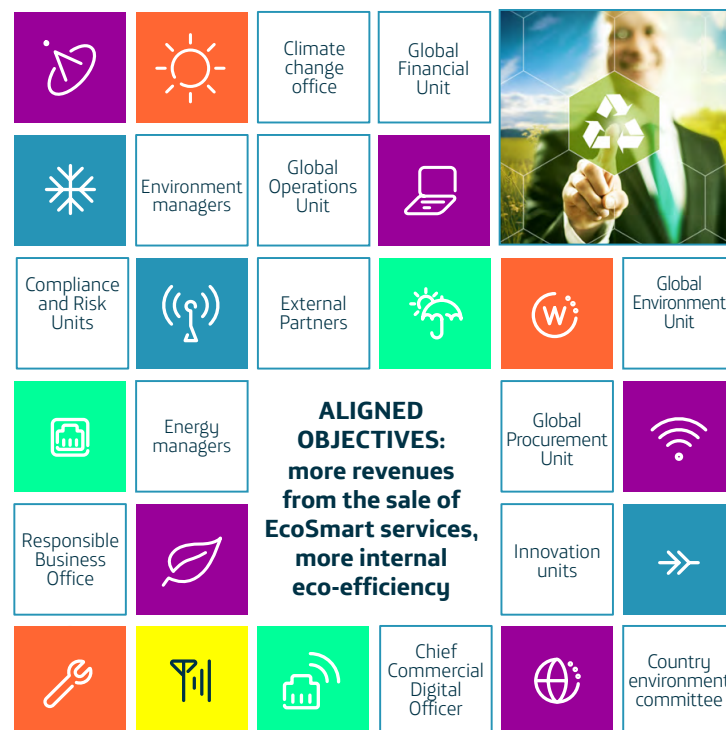 Climate
change
office
Global
Financial
Unit
Environment
managers
Global
Operations
Unit
Compliance
and Risk
Units
External
Partners
W
Global
Environment
Unit
Energy
managers
ALIGNED
OBJECTIVES:
more revenues
from the sale of
EcoSmart services,
more internal
eco-efficiency
Global
Procurement
Unit
Responsible
Business
Office
Innovation
units
Chief
Commercial
Digital
Officer
Country
environment
committee